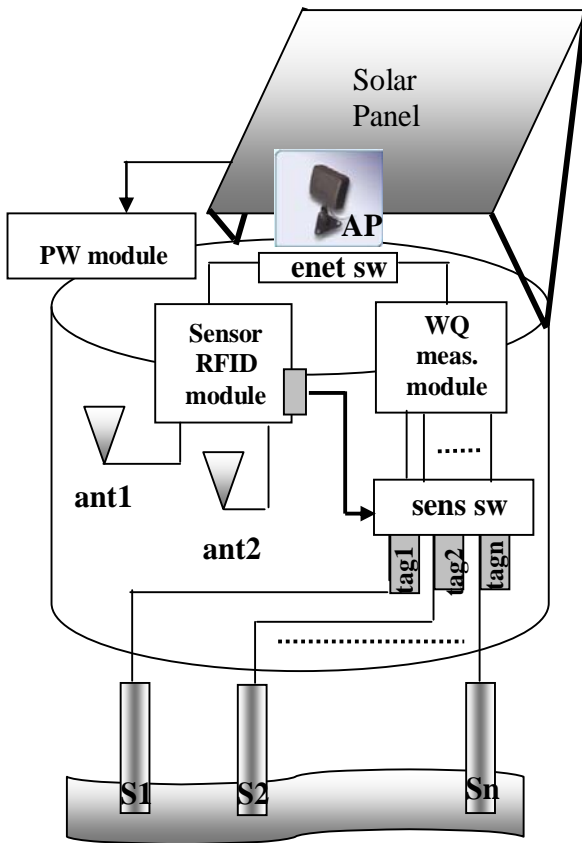 Solar
Panel
AP
PW module
enet sw
Sensor
RFID
module
WQ
meas.
module
ant1
ant2
sens sw
tag1
tag2
tagn
S1
S2
Sn